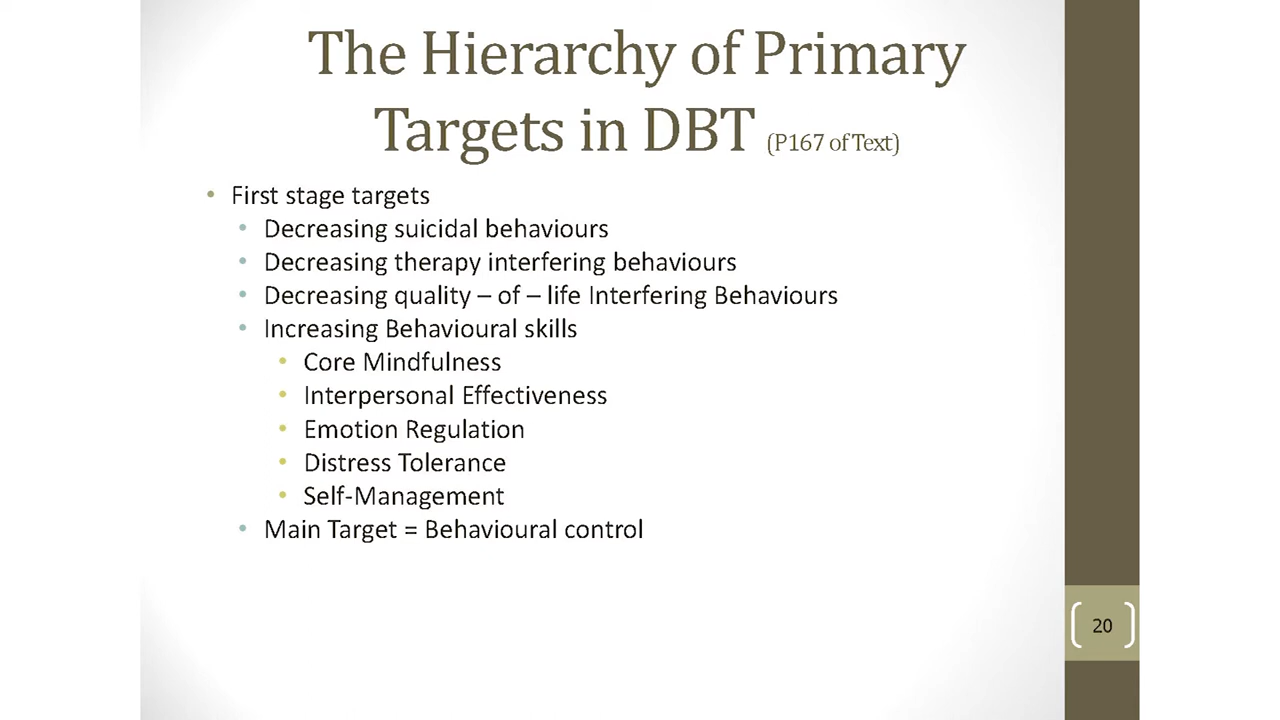 The Hierarchy of Primary
Targets in DBT (P167 of Text)
• First stage targets
• Decreasing suicidal behaviours
• Decreasing therapy interfering behaviours
• Decreasing quality – of – life Interfering Behaviours
• Increasing Behavioural skills
• Core Mindfulness
• Interpersonal Effectiveness
• Emotion Regulation
• Distress Tolerance
• Self-Management
• Main Target = Behavioural control
20